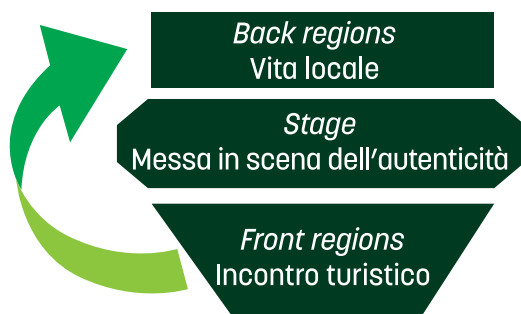 Back regions
Vita locale
Stage
Messa in scena dell'autenticità
Front regions
Incontro turistico